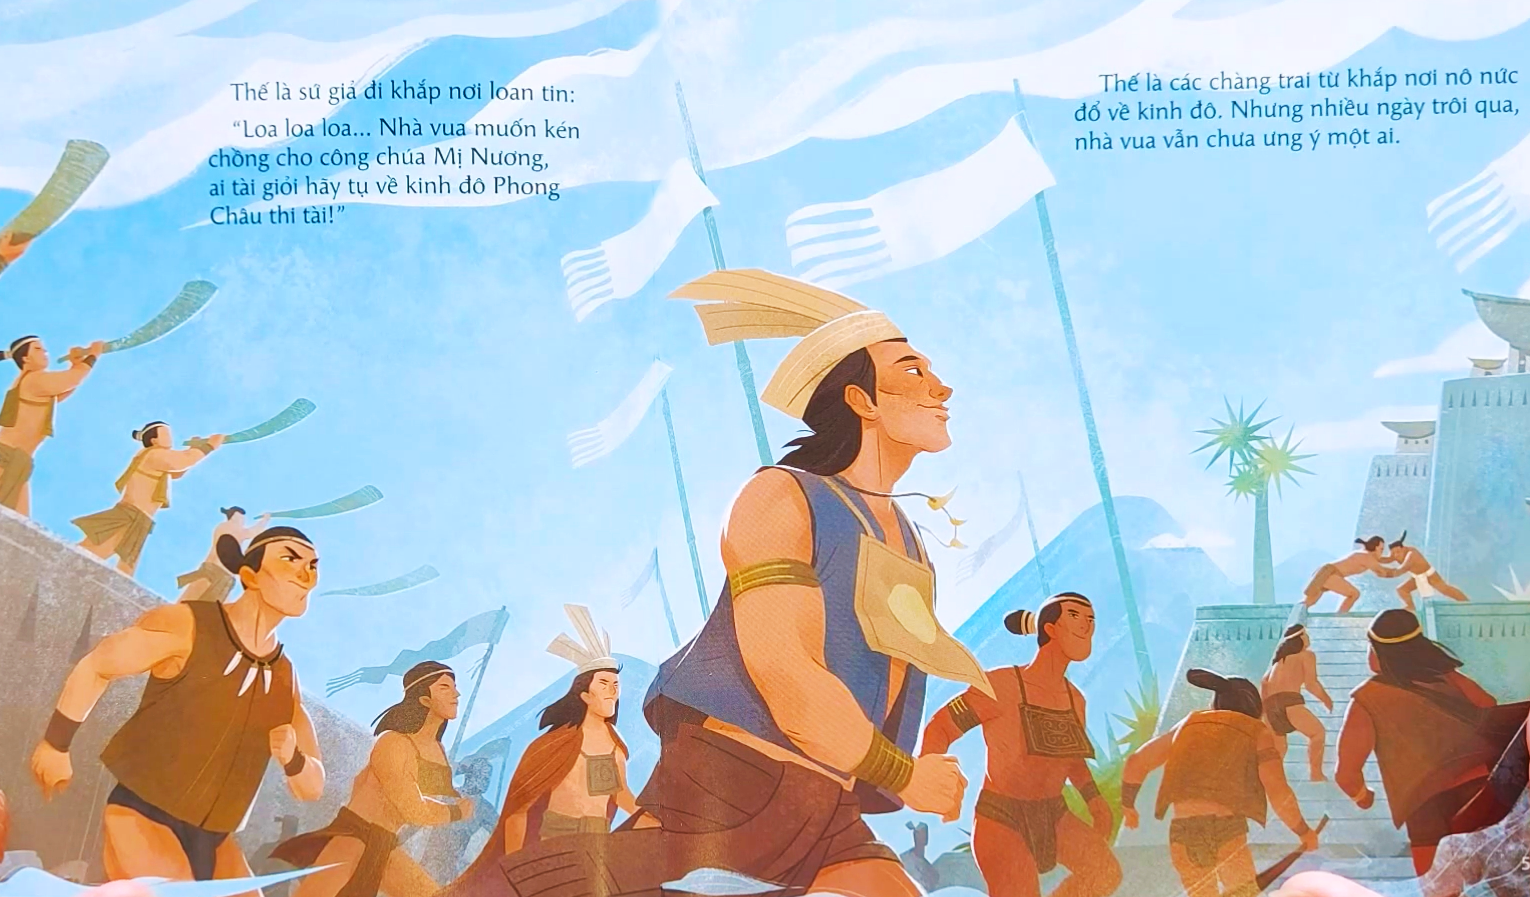 Thế là sứ giả đi khắp nơi loan tin:
“Loa loa loa... Nhà vua muốn kén
chồng cho công chúa Mị Nương,
ai tài giỏi hãy tụ về kinh đô Phong
Châu thi tài!”
Thế là các chàng trai từ khắp nơi nô nức
đổ về kinh đô. Nhưng nhiều ngày trôi qua,
nhà vua vẫn chưa ưng ý một ai.
5